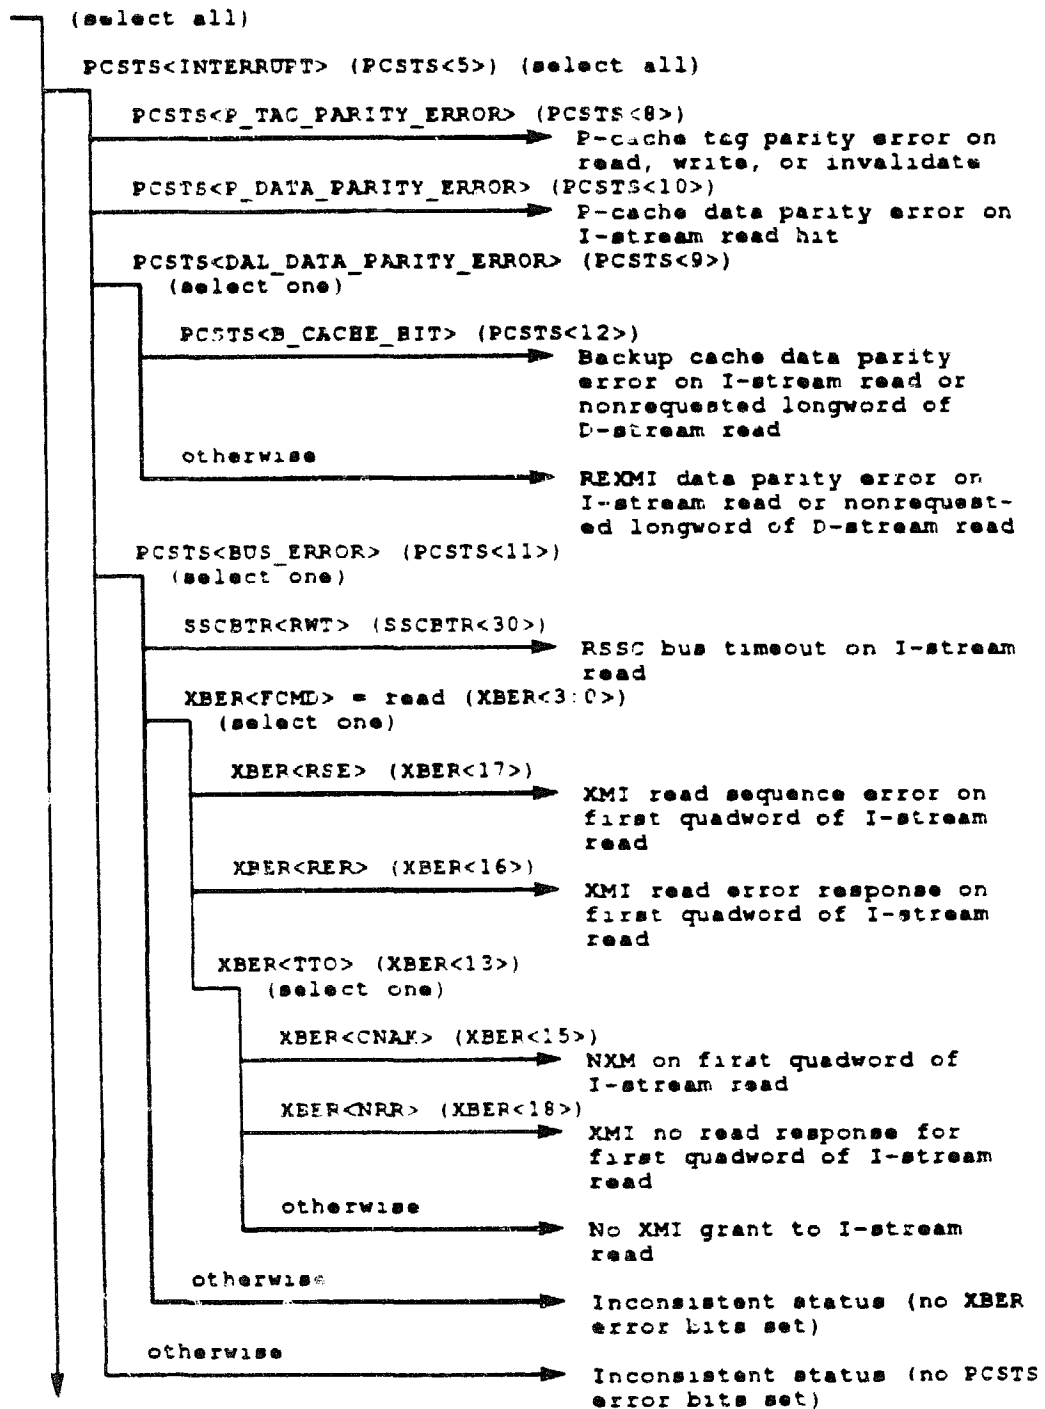 (select all)
PCSTS<INTERRUPT> (PCSTS<5>) (select all)
PCSTS<P_TAG_PARITY_ERROR> (PCSTS<8>)
P-cache tag parity error on
read, write, or invalidate
PCSTS<P_DATA_PARITY_ERROR> (PCSTS<10>)
P-cache data parity error on
I-stream read hit
PCSTS<DAL_DATA_PARITY_ERROR> (PCSTS<9>)
(select one)
PCSTS<B_CACHE_HIT> (PCSTS<12>)
Backup cache data parity
error on I-stream read or
nonrequested longword of
D-stream read
otherwise
REXMI data parity error on
I-stream read or nonrequest-
ed longword of D-stream read
PCSTS<BUS_ERROR> (PCSTS<11>)
(select one)
SSCBTR<RWT> (SSCBTR<30>)
RSSC bus timeout on I-stream
read
XBER<FCMD> = read (XBER<3:0>)
(select one)
XBER<RSE> (XBER<17>)
XMI read sequence error on
first quadword of I-stream
read
XBER<RER> (XBER<16>)
XMI read error response on
first quadword of I-stream
read
XBER<TTO> (XBER<13>)
(select one)
XBER<CNAK> (XBER<15>)
NXM on first quadword of
I-stream read
XBER<NRR> (XBER<18>)
XMI no read response for
first quadword of I-stream
read
otherwise
No XMI grant to I-stream
read
otherwise
Inconsistent status (no XBER
error bits set)
otherwise
Inconsistent status (no PCSTS
error bits set)